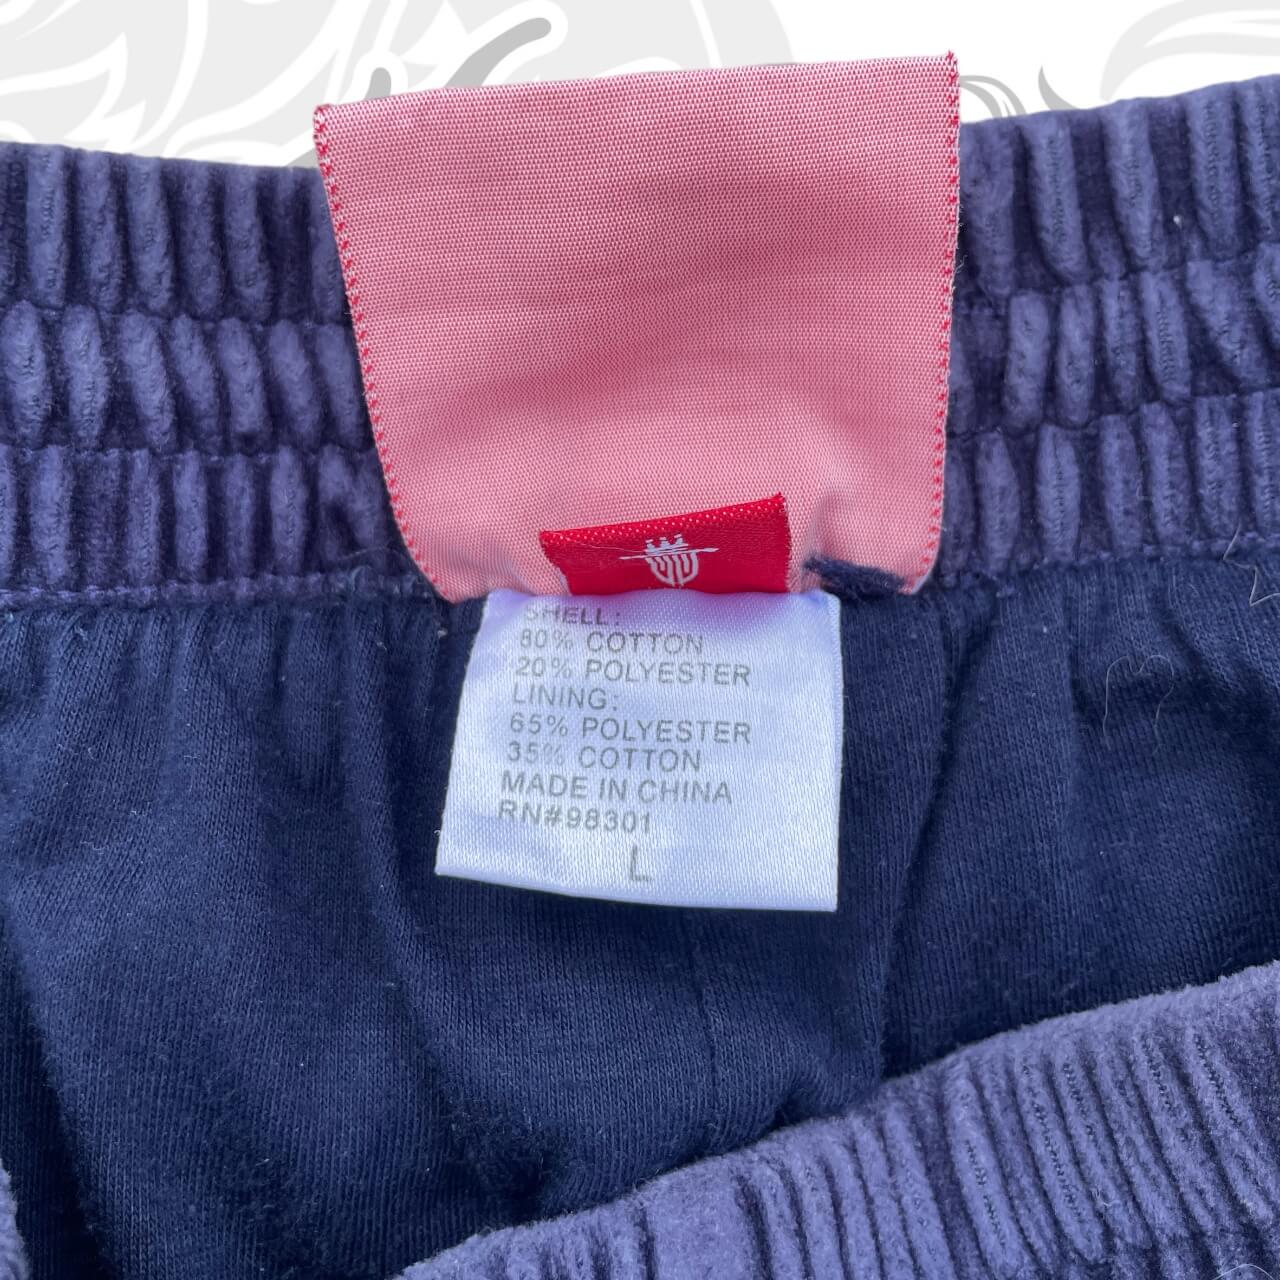 SHELL:
80% COTTON
20% POLYESTER
LINING:
65% POLYESTER
35% COTTON
MADE IN CHINA
RN#98301
L